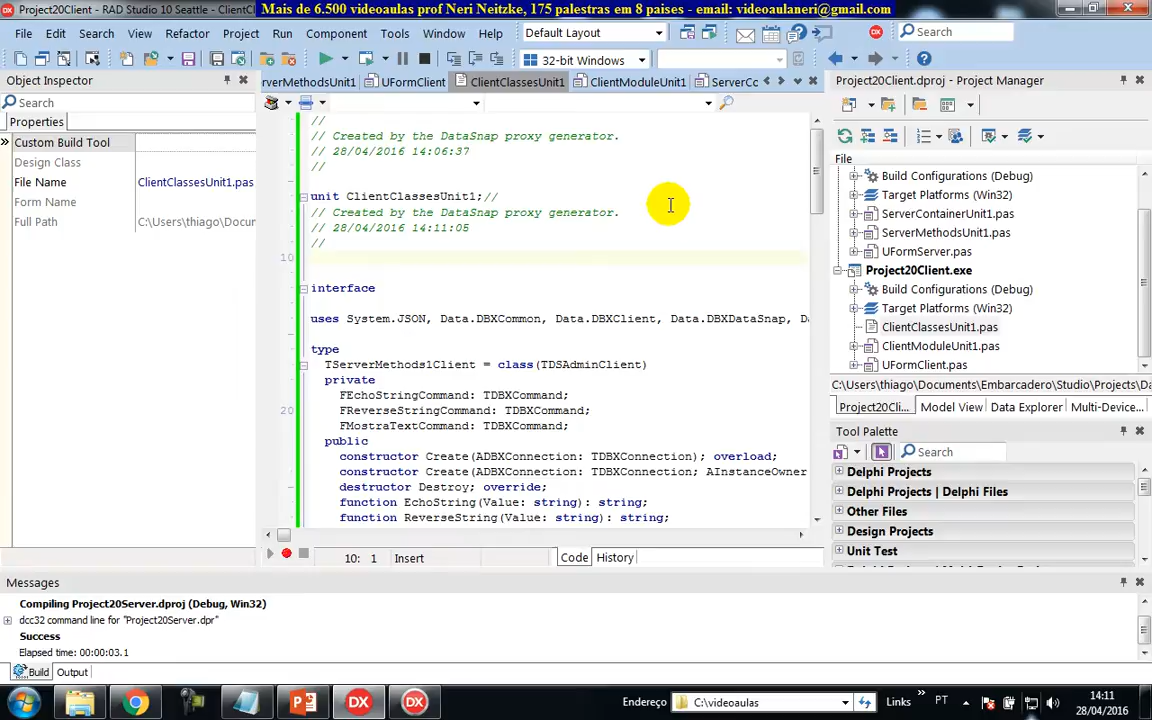 Project20Client - RAD Studio 10 Seattle - ClientCl
Mais de 6.500 videoaulas prof Neri Neitzke, 175 palestras em 8 paises - email: videoaulaneri@gmail.com
File Edit Search View Refactor Project Run Component Tools Window Help Default Layout Search
32-bit Windows
Object Inspector
rverMethodsUnit1 UFormClient ClientClassesUnit1 ClientModuleUnit1 ServerCc
Project20Client.dproj - Project Manager
Search
Properties
Custom Build Tool
Design Class
File Name ClientClassesUnit1.pas
Form Name
Full Path C:\Users\thiago\Docur
//
// Created by the DataSnap proxy generator.
// 28/04/2016 14:06:37
//
unit ClientClassesUnit1;//
// Created by the DataSnap proxy generator.
// 28/04/2016 14:11:05
//
10
interface
uses System.JSON, Data.DBXCommon, Data.DBXClient, Data.DBXDataSnap, Da
type
TServerMethods1Client = class(TDSAdminClient)
private
FEchoStringCommand: TDBXCommand;
20 FReverseStringCommand: TDBXCommand;
FMostraTextCommand: TDBXCommand;
public
constructor Create(ADBXConnection: TDBXConnection); overload;
constructor Create(ADBXConnection: TDBXConnection; AInstanceOwner
destructor Destroy; override;
function EchoString(Value: string): string;
function ReverseString(Value: string): string;
10: 1 Insert Code History
File
Build Configurations (Debug)
Target Platforms (Win32)
ServerContainerUnit1.pas
ServerMethodsUnit1.pas
UFormServer.pas
Project20Client.exe
Build Configurations (Debug)
Target Platforms (Win32)
ClientClassesUnit1.pas
ClientModuleUnit1.pas
UFormClient.pas
C:\Users\thiago\Documents\Embarcadero\Studio\Projects\Da
Project20Cli... Model View Data Explorer Multi-Device...
Tool Palette
Search
Delphi Projects
Delphi Projects | Delphi Files
Other Files
Design Projects
Unit Test
Messages
Compiling Project20Server.dproj (Debug, Win32)
dcc32 command line for "Project20Server.dpr"
Success
Elapsed time: 00:00:03.1
Build Output
Endereço C:\videoaulas Links PT 14:11
28/04/2016